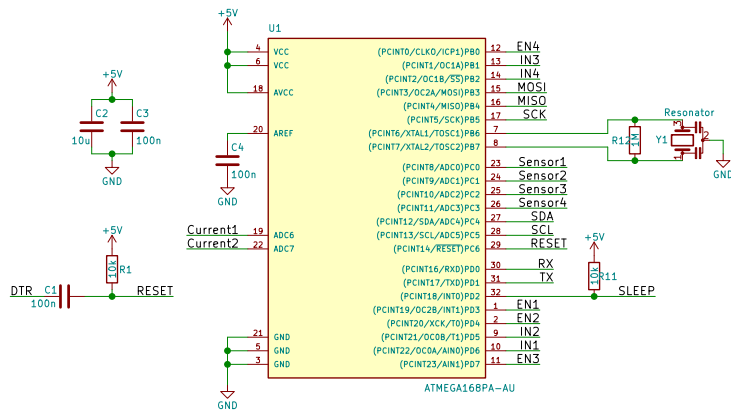 +5V
U1
4 VCC (PCINT0/CLKO/ICP1)PB0 12 EN4
6 VCC (PCINT1/OC1A)PB1 13 IN3
(PCINT2/OC1B/SS)PB2 14 IN4
18 AVCC (PCINT3/OC2A/MOSI)PB3 15 MOSI
(PCINT4/MISO)PB4 16 MISO
(PCINT5/SCK)PB5 17 SCK
20 AREF (PCINT6/XTAL1/TOSC1)PB6 7
(PCINT7/XTAL2/TOSC2)PB7 8
(PCINT8/ADC0)PC0 23 Sensor1
(PCINT9/ADC1)PC1 24 Sensor2
(PCINT10/ADC2)PC2 25 Sensor3
(PCINT11/ADC3)PC3 26 Sensor4
(PCINT12/SDA/ADC4)PC4 27 SDA
Current1 19 ADC6 (PCINT13/SCL/ADC5)PC5 28 SCL
Current2 22 ADC7 (PCINT14/RESET)PC6 29 RESET
(PCINT16/RXD)PD0 30 RX
(PCINT17/TXD)PD1 31 TX
(PCINT18/INT0)PD2 32 SLEEP
(PCINT19/OC2B/INT1)PD3 1 EN1
(PCINT20/XCK/T0)PD4 2 EN2
21 GND (PCINT21/OC0B/T1)PD5 9 IN2
5 GND (PCINT22/OC0A/AIN0)PD6 10 IN1
3 GND (PCINT23/AIN1)PD7 11 EN3
ATMEGA168PA-AU
GND
+5V
C2 C3
10u 100n
GND
C4
100n
GND
Resonator
R12 1M
Y1
3
2
1
GND
+5V
10k R1
DTR C1 RESET
100n
+5V
10k R11